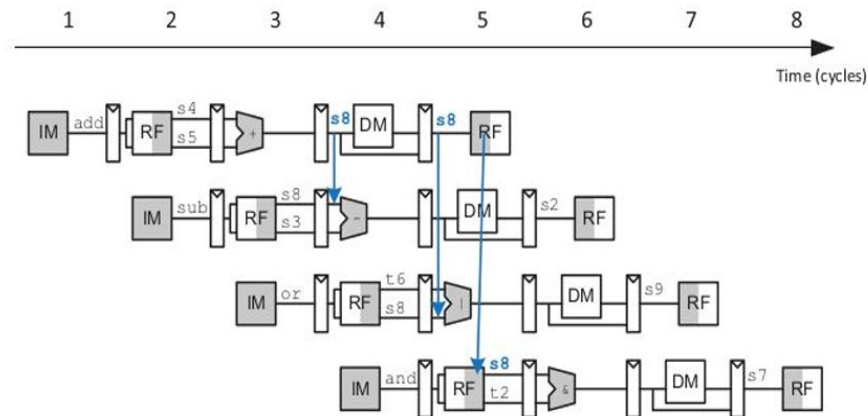 1 2 3 4 5 6 7 8
Time (cycles)
IM add RF s4 s5 + s8 DM s8 RF
IM sub RF s8 s3 - DM s2 RF
IM or RF t6 s8 | DM s9 RF
IM and RF s8 t2 & DM s7 RF